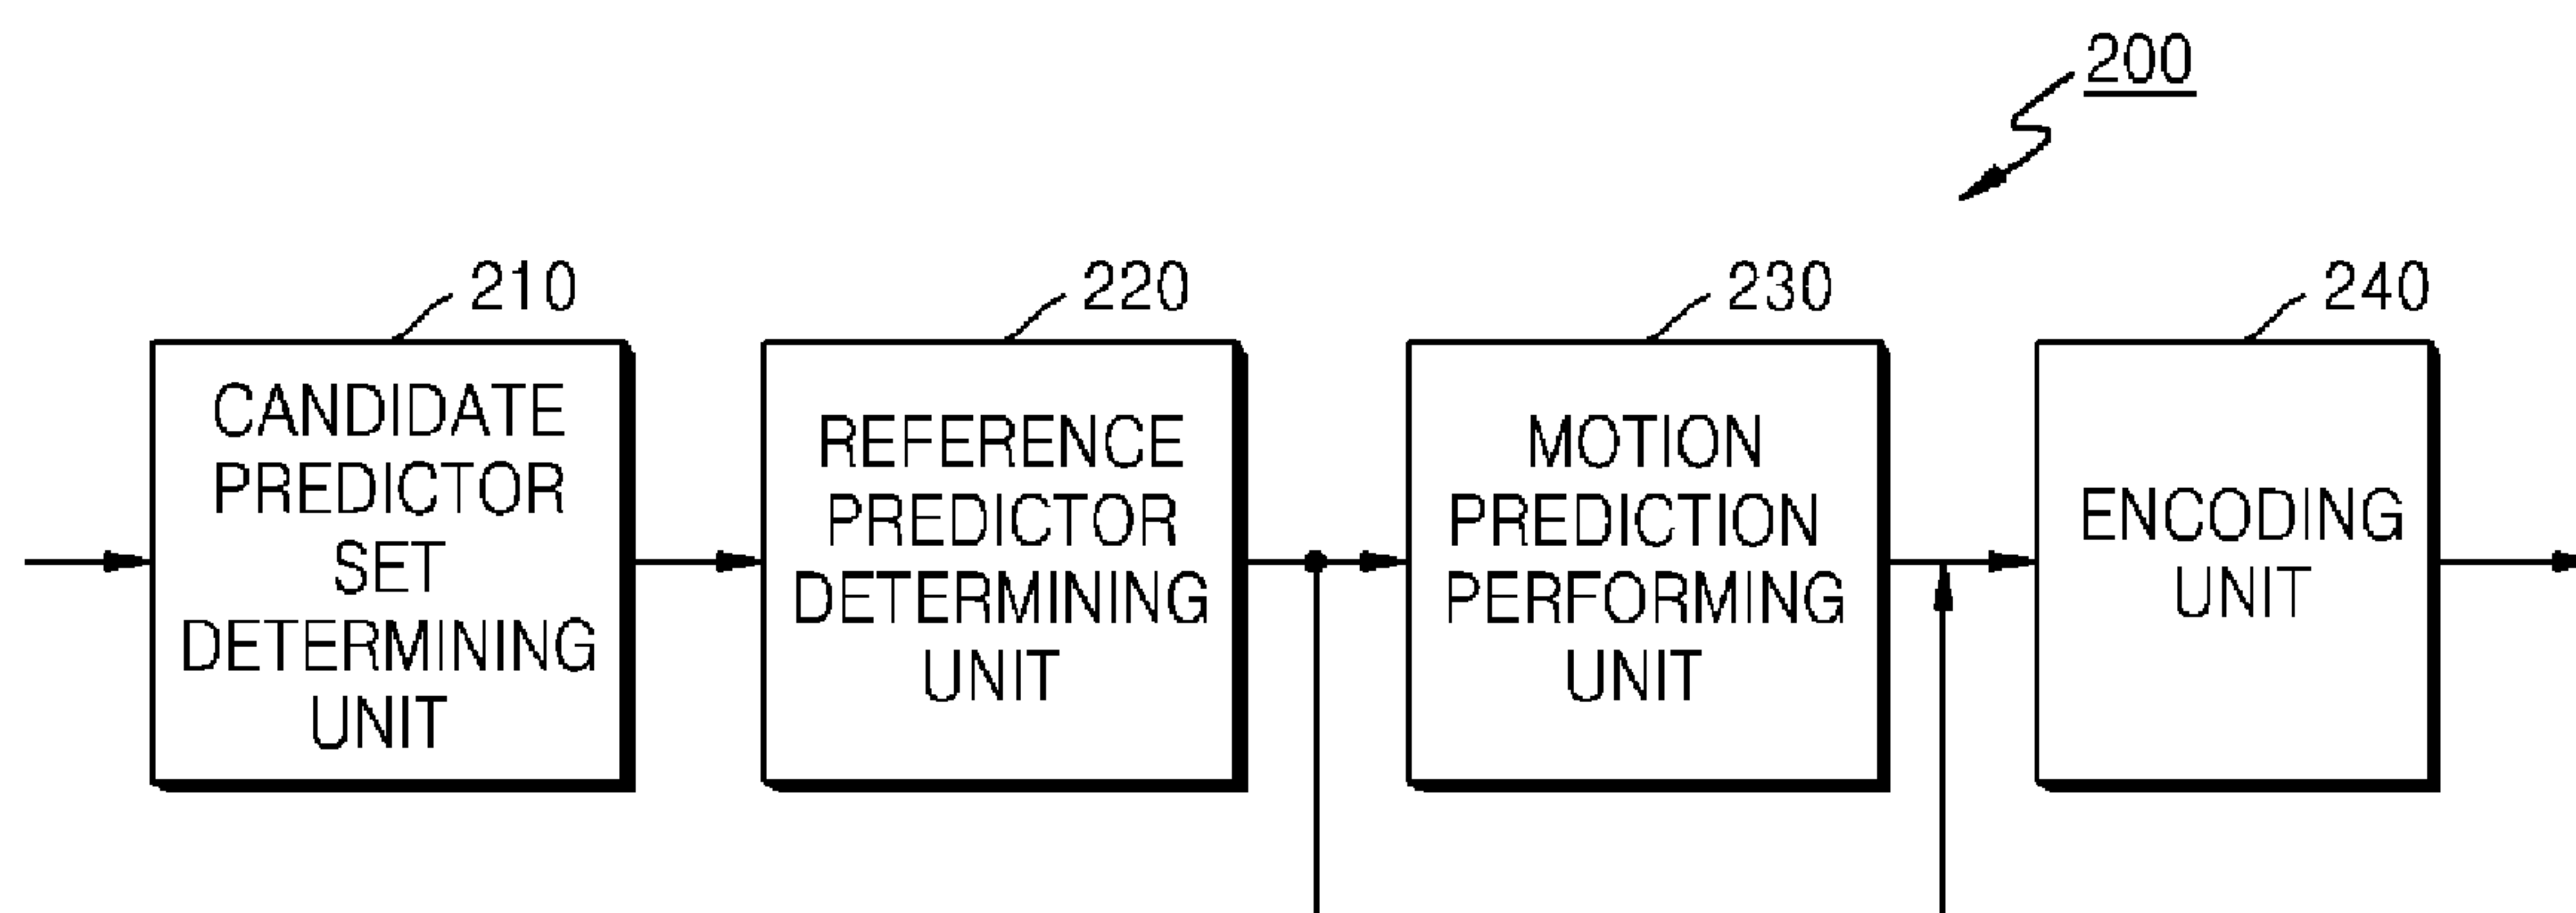 200
210
220
230
240
CANDIDATE
PREDICTOR
SET
DETERMINING
UNIT
REFERENCE
PREDICTOR
DETERMINING
UNIT
MOTION
PREDICTION
PERFORMING
UNIT
ENCODING
UNIT